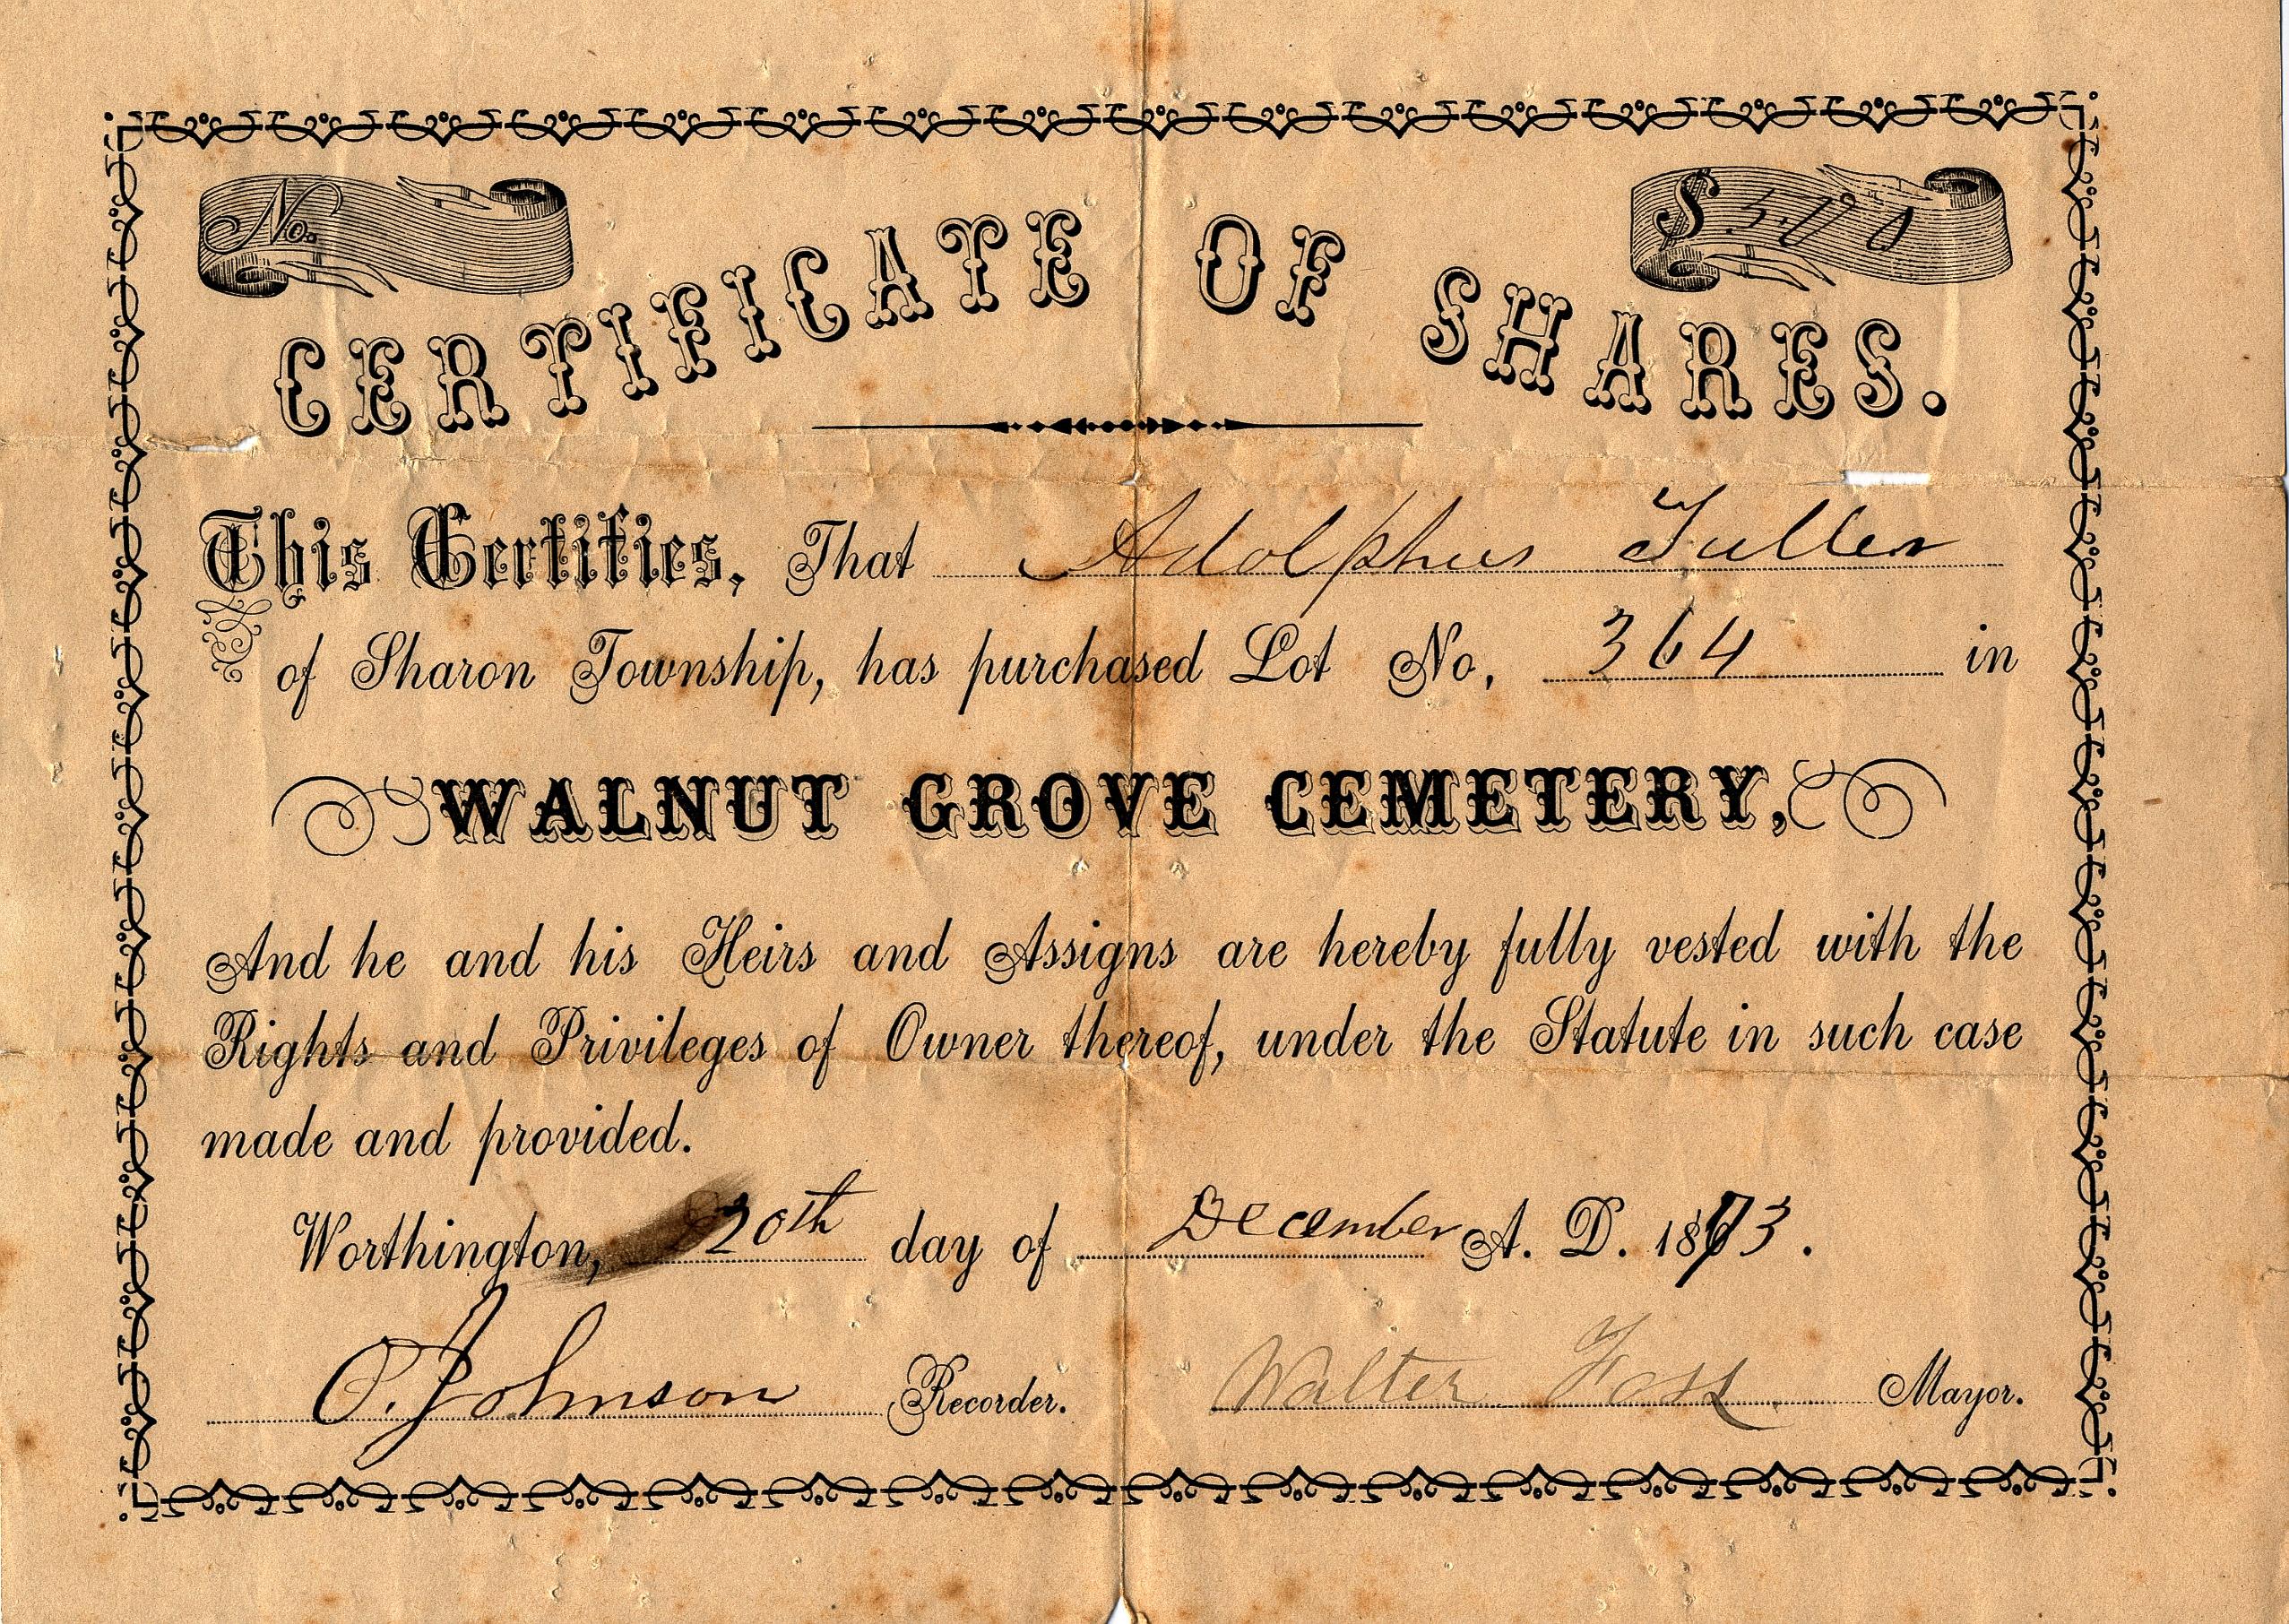 No. $ 5.00
CERTIFICATE OF SHARES.
This Certifies, That Adolphus Fuller
of Sharon Township, has purchased Lot No, 364 in
WALNUT GROVE CEMETERY,
And he and his Heirs and Assigns are hereby fully vested with the
Rights and Privileges of Owner thereof, under the Statute in such case
made and provided.
Worthington, 20th day of December A. D. 1873.
O. Johnson Recorder. Walter Mayor.